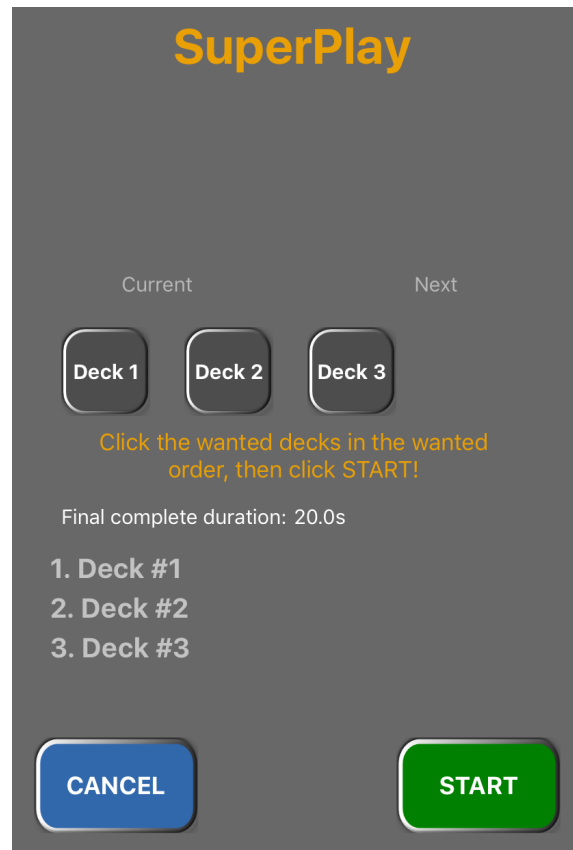 SuperPlay
Current Next
Deck 1 Deck 2 Deck 3
Click the wanted decks in the wanted
order, then click START!
Final complete duration: 20.0s
1. Deck #1
2. Deck #2
3. Deck #3
CANCEL START